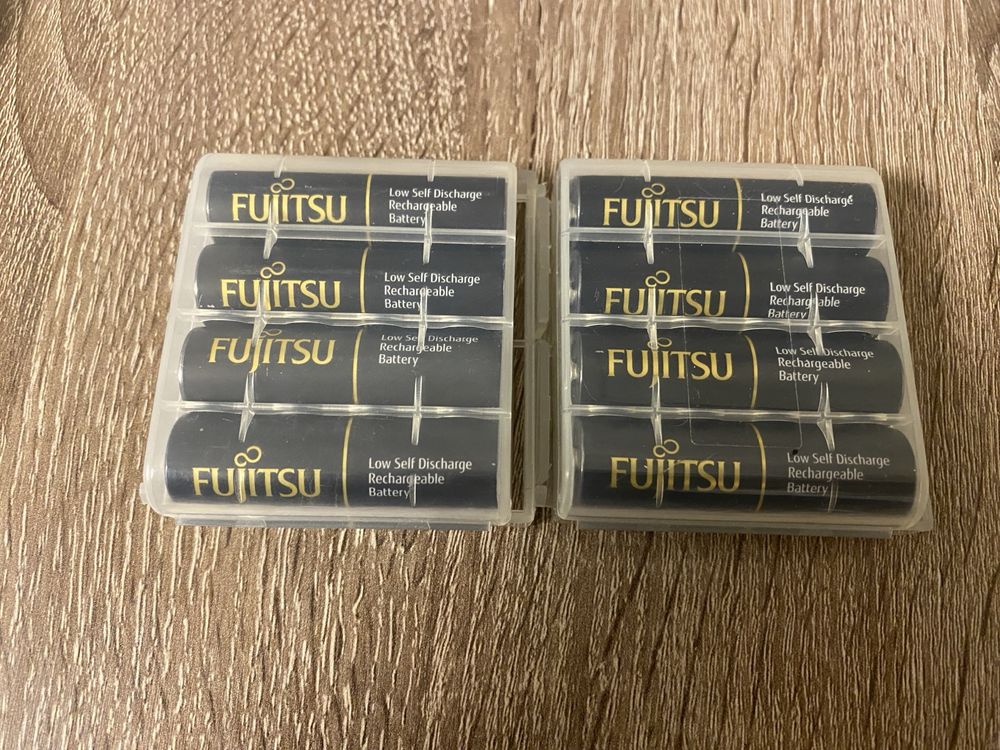 FUJITSU
Low Self Discharge
Rechargeable
Battery
FUJITSU
Low Self Discharge
Rechargeable
Battery
FUJITSU
Low Self Discharge
Rechargeable
Battery
FUJITSU
Low Self Discharge
Rechargeable
Battery
FUJITSU
Low Self Discharge
Rechargeable
Battery
FUJITSU
Low Self Discharge
Rechargeable
Battery
FUJITSU
Low Self Discharge
Rechargeable
Battery
FUJITSU
Low Self Discharge
Rechargeable
Battery